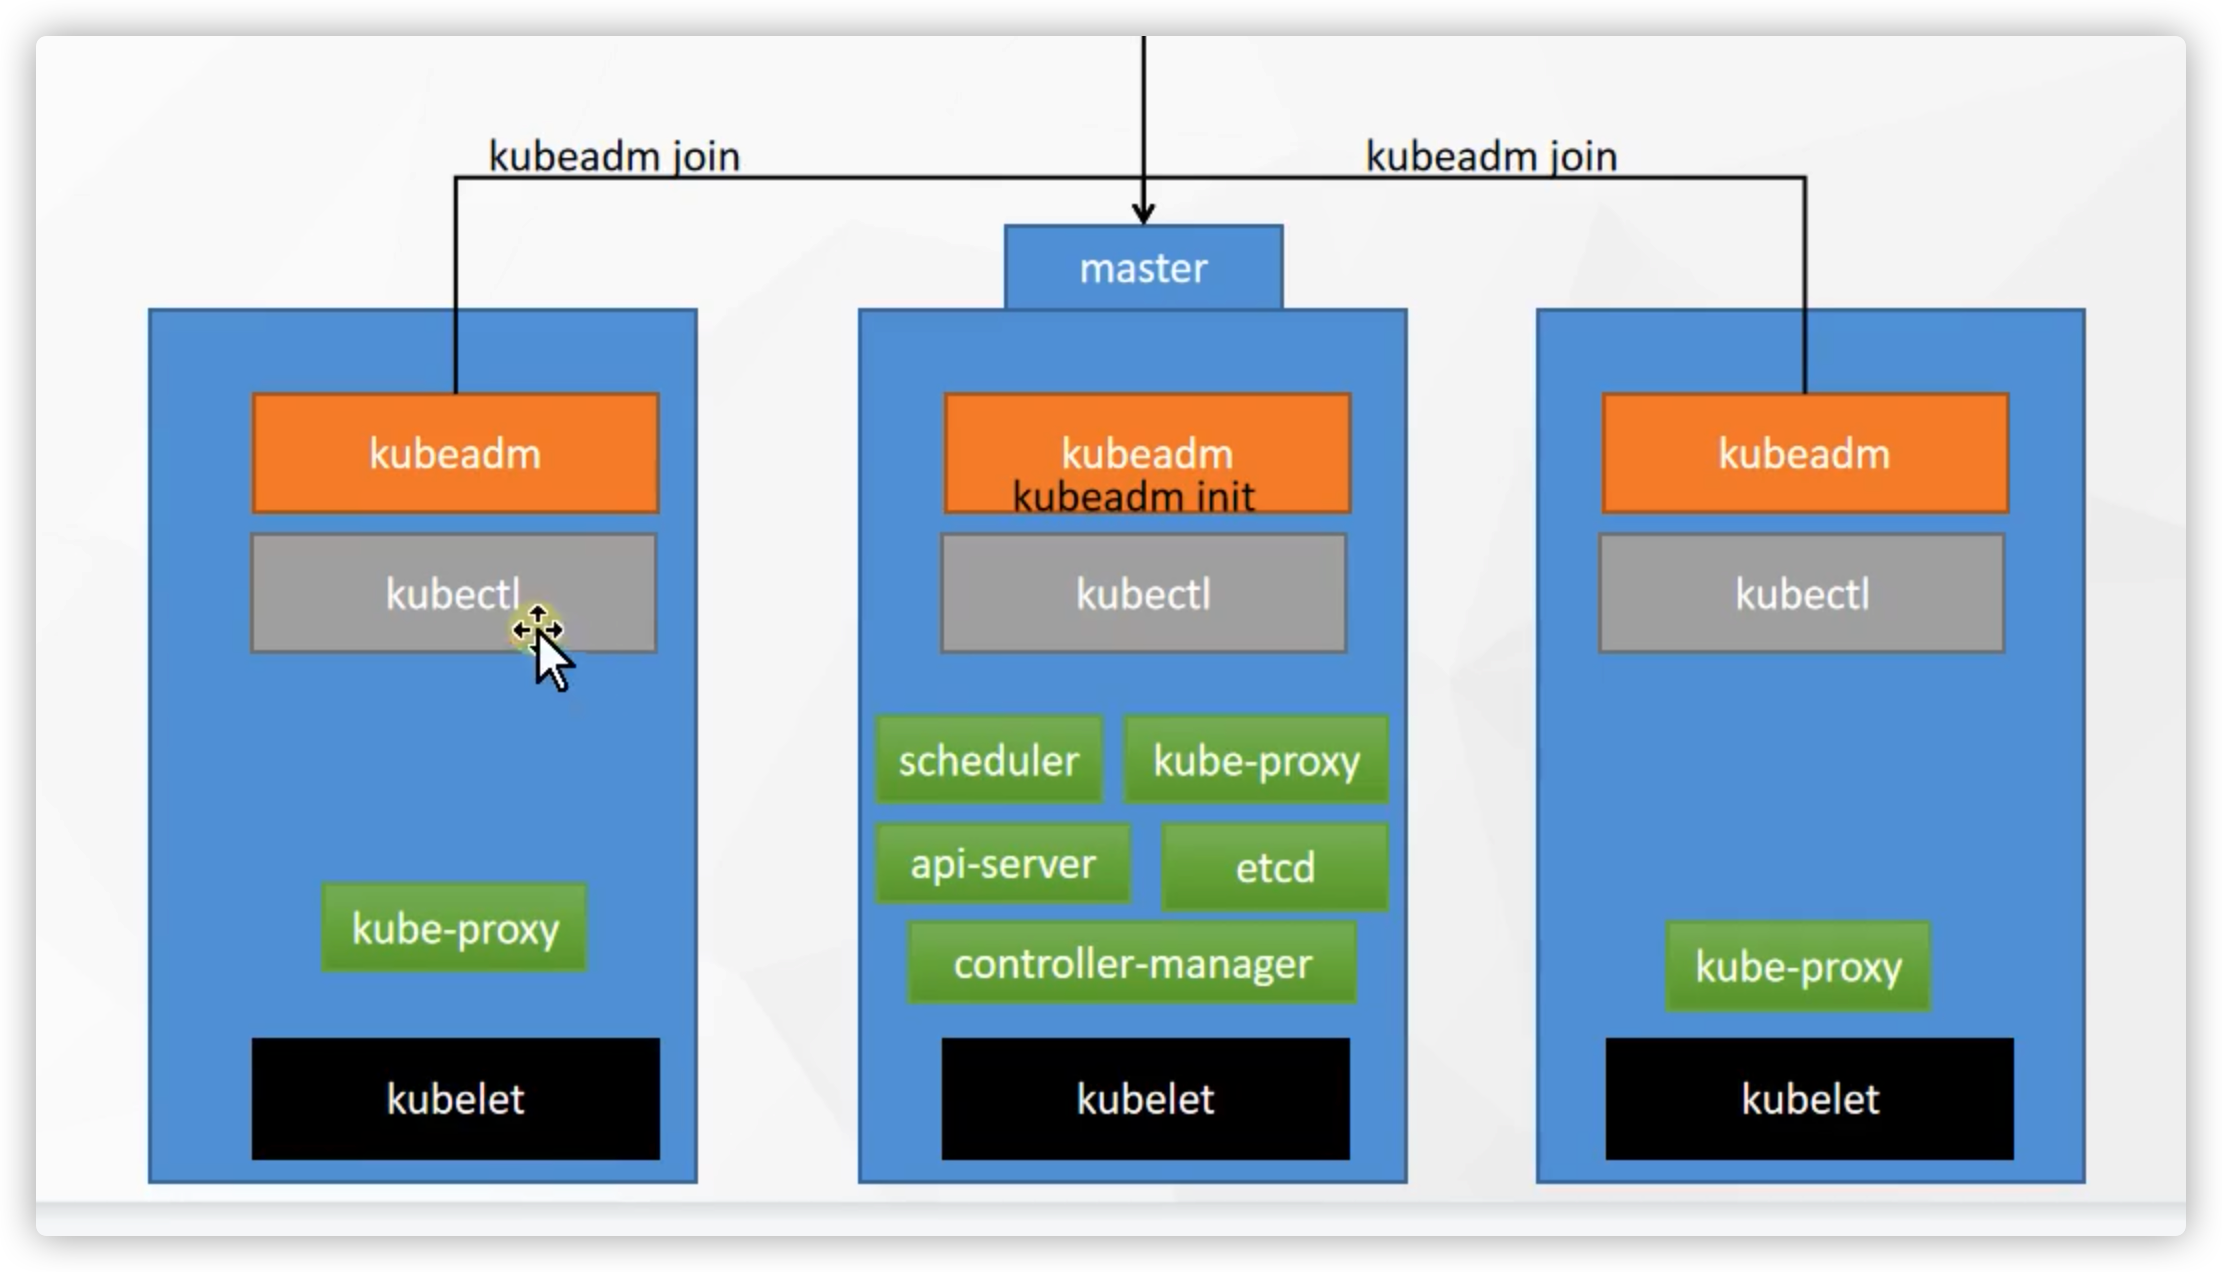 kubeadm join
kubeadm join
master
kubeadm
kubectl
kube-proxy
kubelet
kubeadm
kubeadm init
kubectl
scheduler
kube-proxy
api-server
etcd
controller-manager
kubelet
kubeadm
kubectl
kube-proxy
kubelet